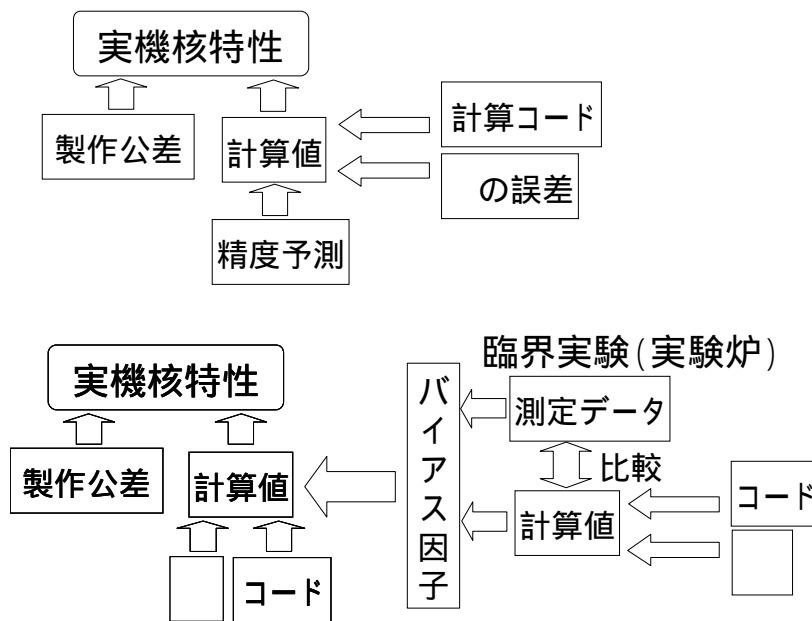 実機核特性
計算コード
製作公差
計算値
の誤差
精度予測
臨界実験(実験炉)
実機核特性
バイアス因子
測定データ
比較
製作公差
計算値
コード
計算値
コード